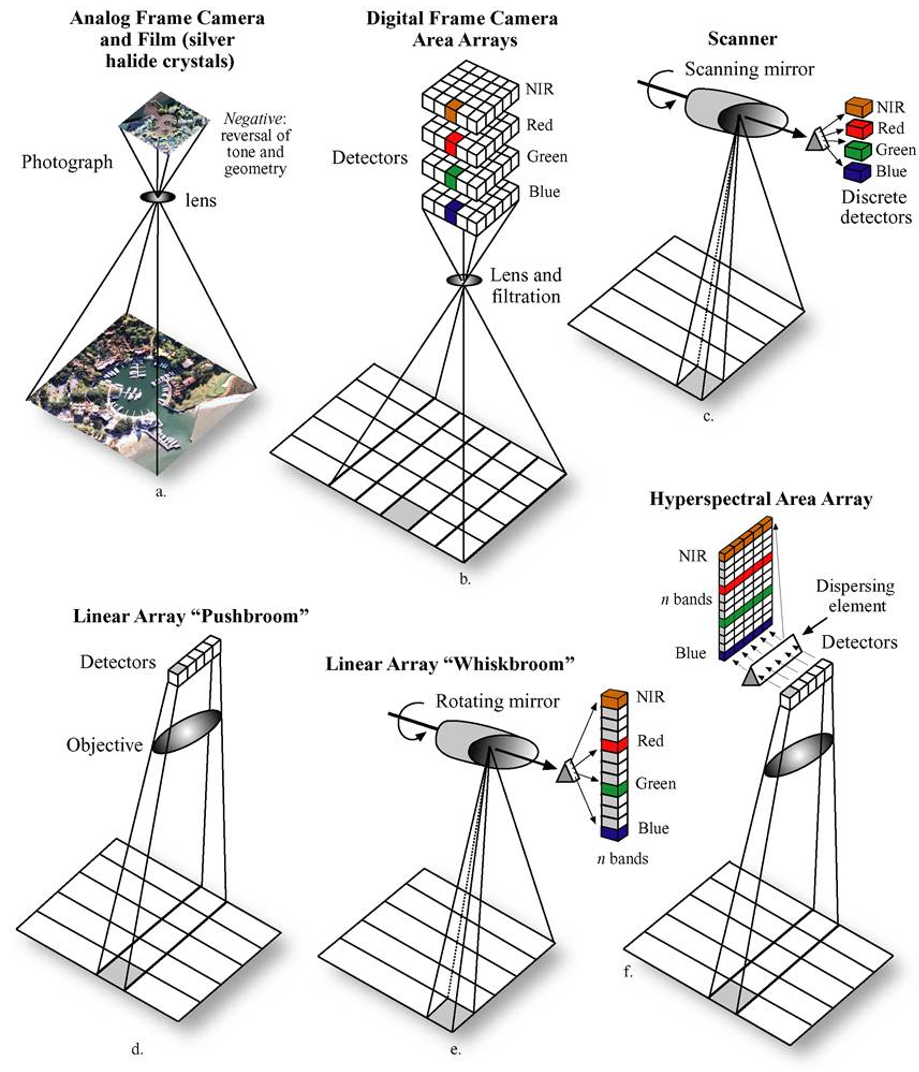 Analog Frame Camera
and Film (silver
halide crystals)
Negative:
reversal of
tone and
geometry
Photograph
lens
a.
Digital Frame Camera
Area Arrays
NIR
Red
Green
Blue
Detectors
Lens and
filtration
b.
Scanner
Scanning mirror
NIR
Red
Green
Blue
Discrete
detectors
c.
Linear Array “Pushbroom”
Detectors
Objective
d.
Linear Array “Whiskbroom”
Rotating mirror
NIR
Red
Green
Blue
n bands
e.
Hyperspectral Area Array
NIR
n bands
Blue
Dispersing
element
Detectors
f.